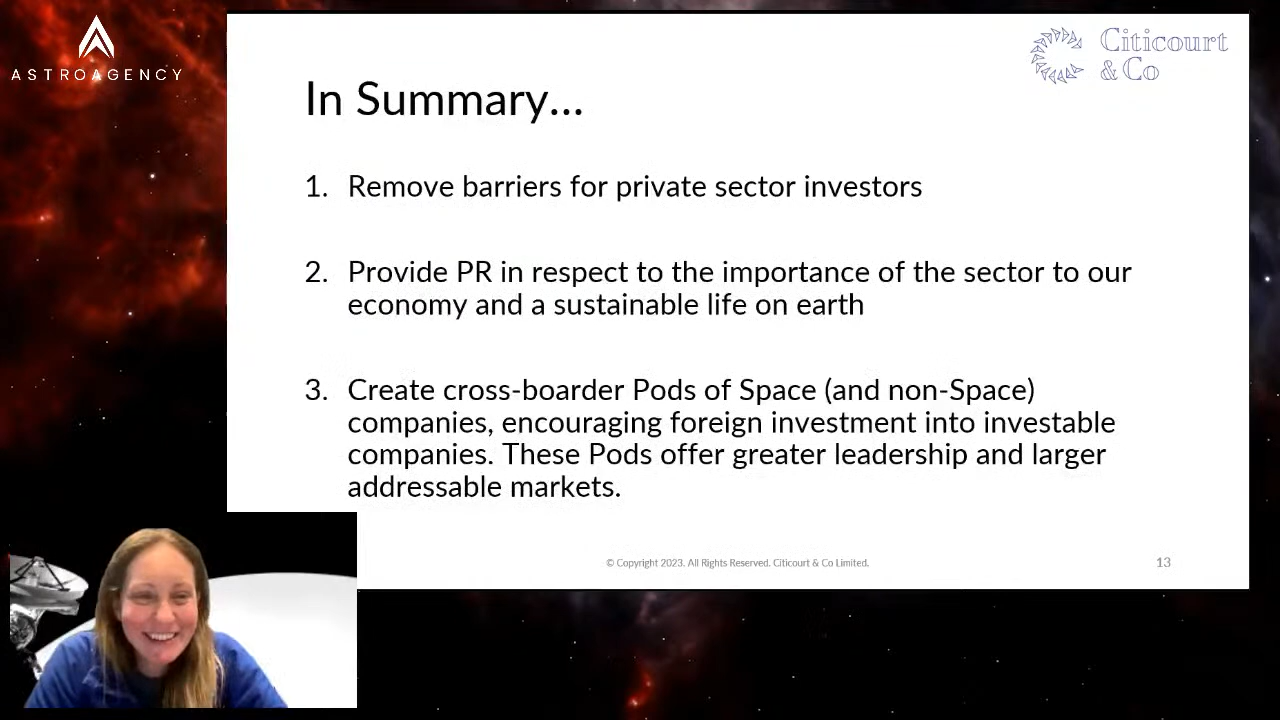 ASTROAGENCY
Citicourt
& Co
In Summary...
1. Remove barriers for private sector investors
2. Provide PR in respect to the importance of the sector to our
economy and a sustainable life on earth
3. Create cross-boarder Pods of Space (and non-Space)
companies, encouraging foreign investment into investable
companies. These Pods offer greater leadership and larger
addressable markets.
© Copyright 2023. All Rights Reserved. Citicourt & Co Limited.
13